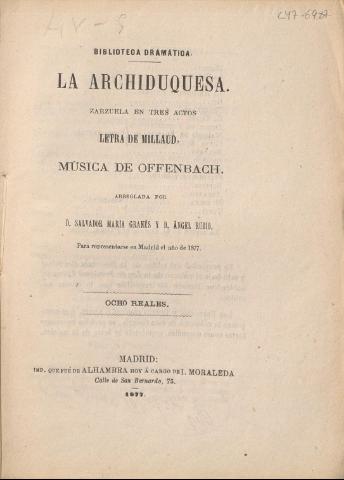 C47-6987
BIBLIOTECA DRAMÁTICA.
LA ARCHIDUQUESA.
ZARZUELA EN TRES ACTOS
LETRA DE MILLAUD,
MÚSICA DE OFFENBACH.
ARREGLADA POR
D. SALVADOR MARÍA GRANÉS Y D. ÁNGEL RUBIO,
Para representarse en Madrid el año de 1877.
OCHO REALES.
MADRID:
IMP. QUE FUÉ DE ALHAMBRA HOY Á CARGO DE I. MORALEDA
Calle de San Bernardo, 73.
1877.